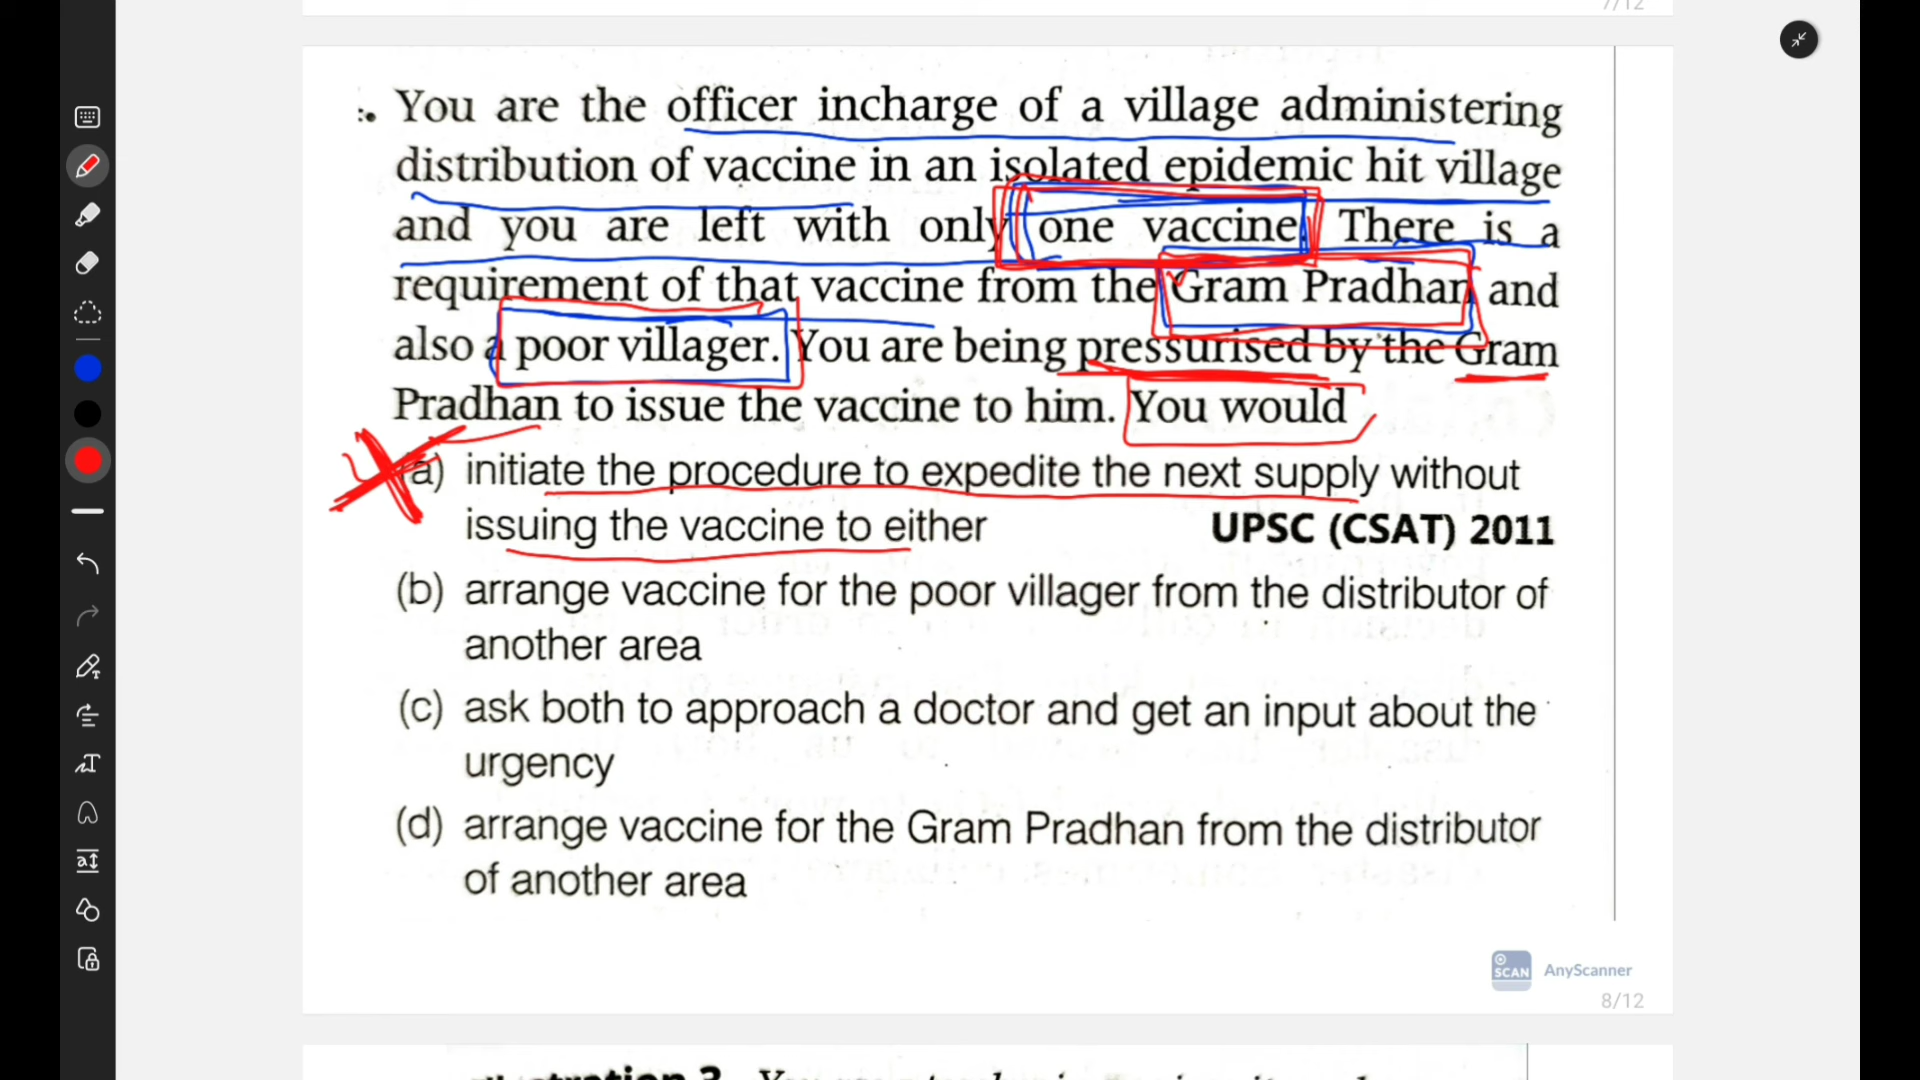 7/12
You are the officer incharge of a village administering
distribution of vaccine in an isolated epidemic hit village
and you are left with only one vaccine. There is a
requirement of that vaccine from the Gram Pradhan and
also a poor villager. You are being pressurised by the Gram
Pradhan to issue the vaccine to him. You would
(a) initiate the procedure to expedite the next supply without
issuing the vaccine to either UPSC (CSAT) 2011
(b) arrange vaccine for the poor villager from the distributor of
another area
(c) ask both to approach a doctor and get an input about the
urgency
(d) arrange vaccine for the Gram Pradhan from the distributor
of another area
SCAN AnyScanner
8/12